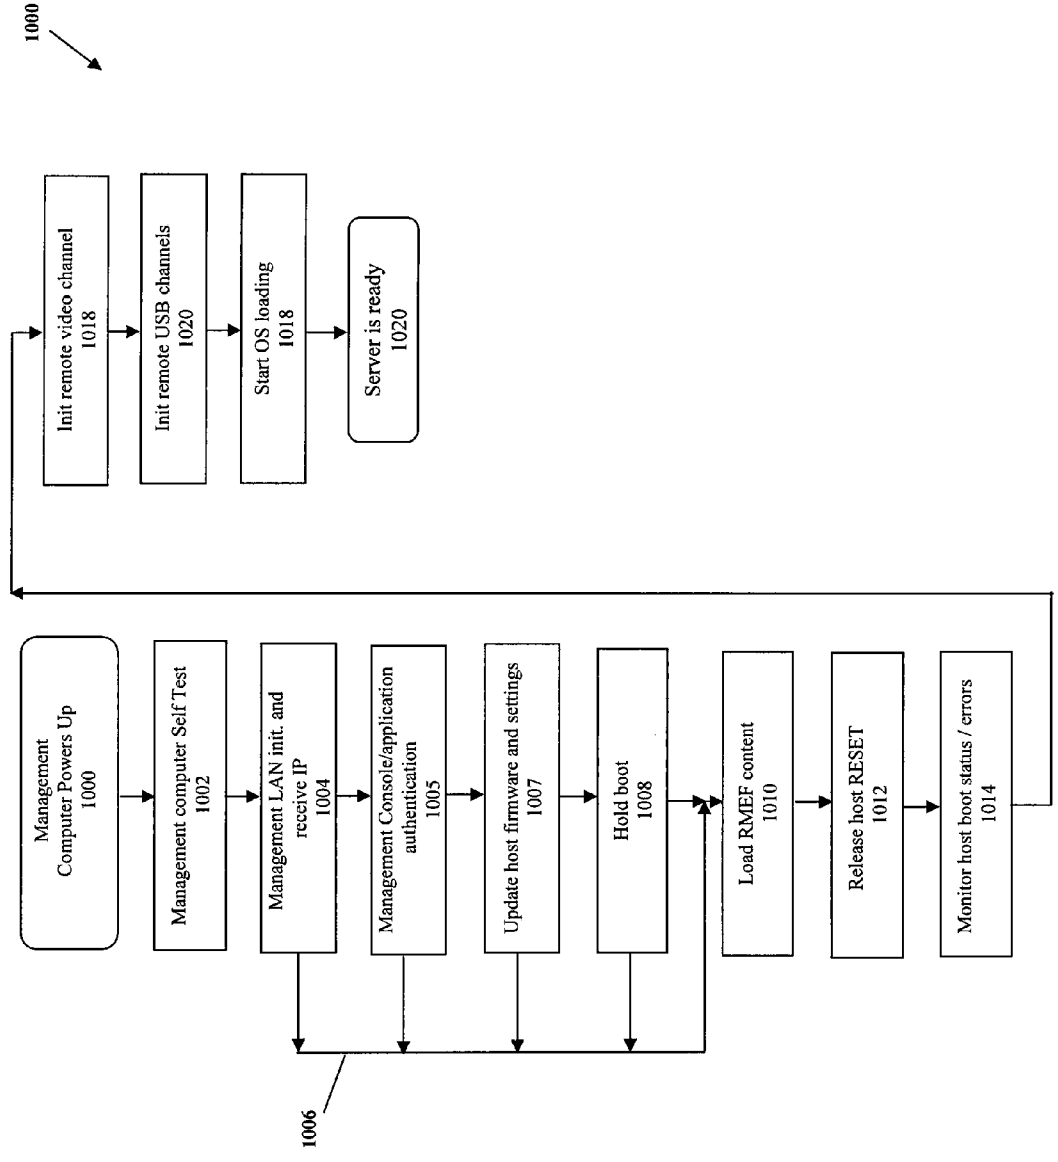 1000
Management
Computer Powers Up
1000
Management computer Self Test
1002
Management LAN init. and
receive IP
1004
Management Console/application
authentication
1005
Update host firmware and settings
1007
Hold boot
1008
1006
Load RMEF content
1010
Release host RESET
1012
Monitor host boot status / errors
1014
Init remote video channel
1018
Init remote USB channels
1020
Start OS loading
1018
Server is ready
1020